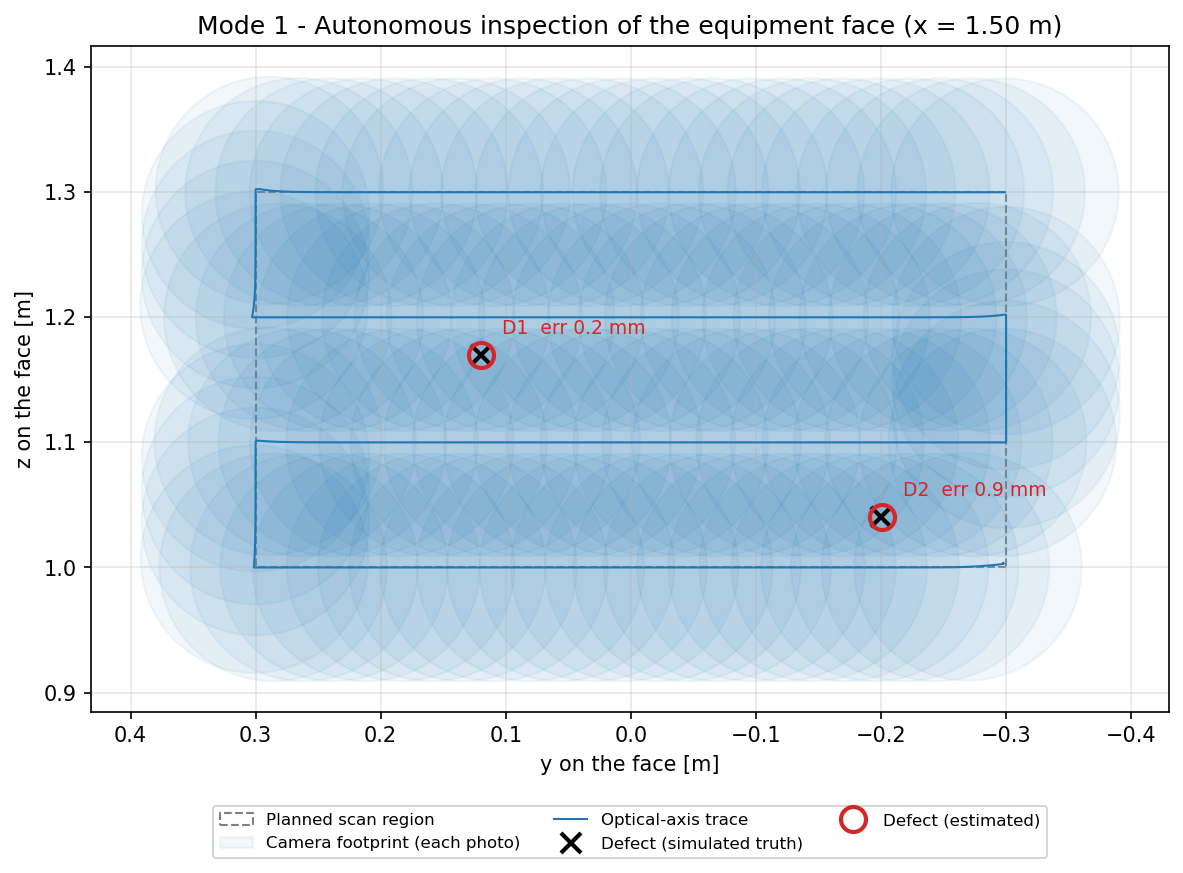 Mode 1 - Autonomous inspection of the equipment face (x = 1.50 m)
1.4
1.3
1.2
1.1
1.0
0.9
z on the face [m]
D1  err 0.2 mm
D2  err 0.9 mm
0.4 0.3 0.2 0.1 0.0 −0.1 −0.2 −0.3 −0.4
y on the face [m]
Planned scan region
Camera footprint (each photo)
Optical-axis trace
Defect (simulated truth)
Defect (estimated)